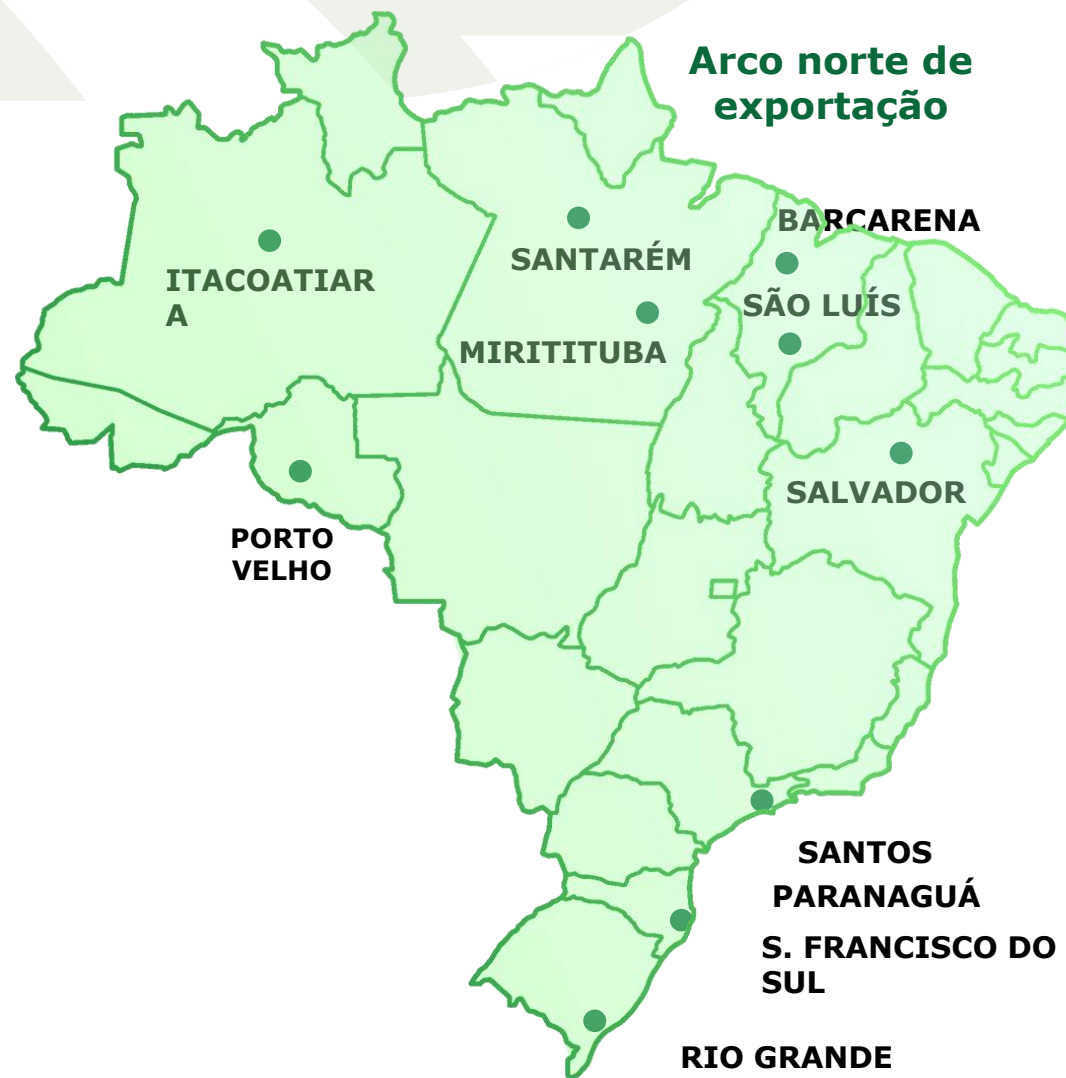 Arco norte de
exportação
BARCARENA
SANTARÉM
ITACOATIAR
A
SÃO LUÍS
MIRITITUBA
SALVADOR
PORTO
VELHO
SANTOS
PARANAGUÁ
S. FRANCISCO DO
SUL
RIO GRANDE